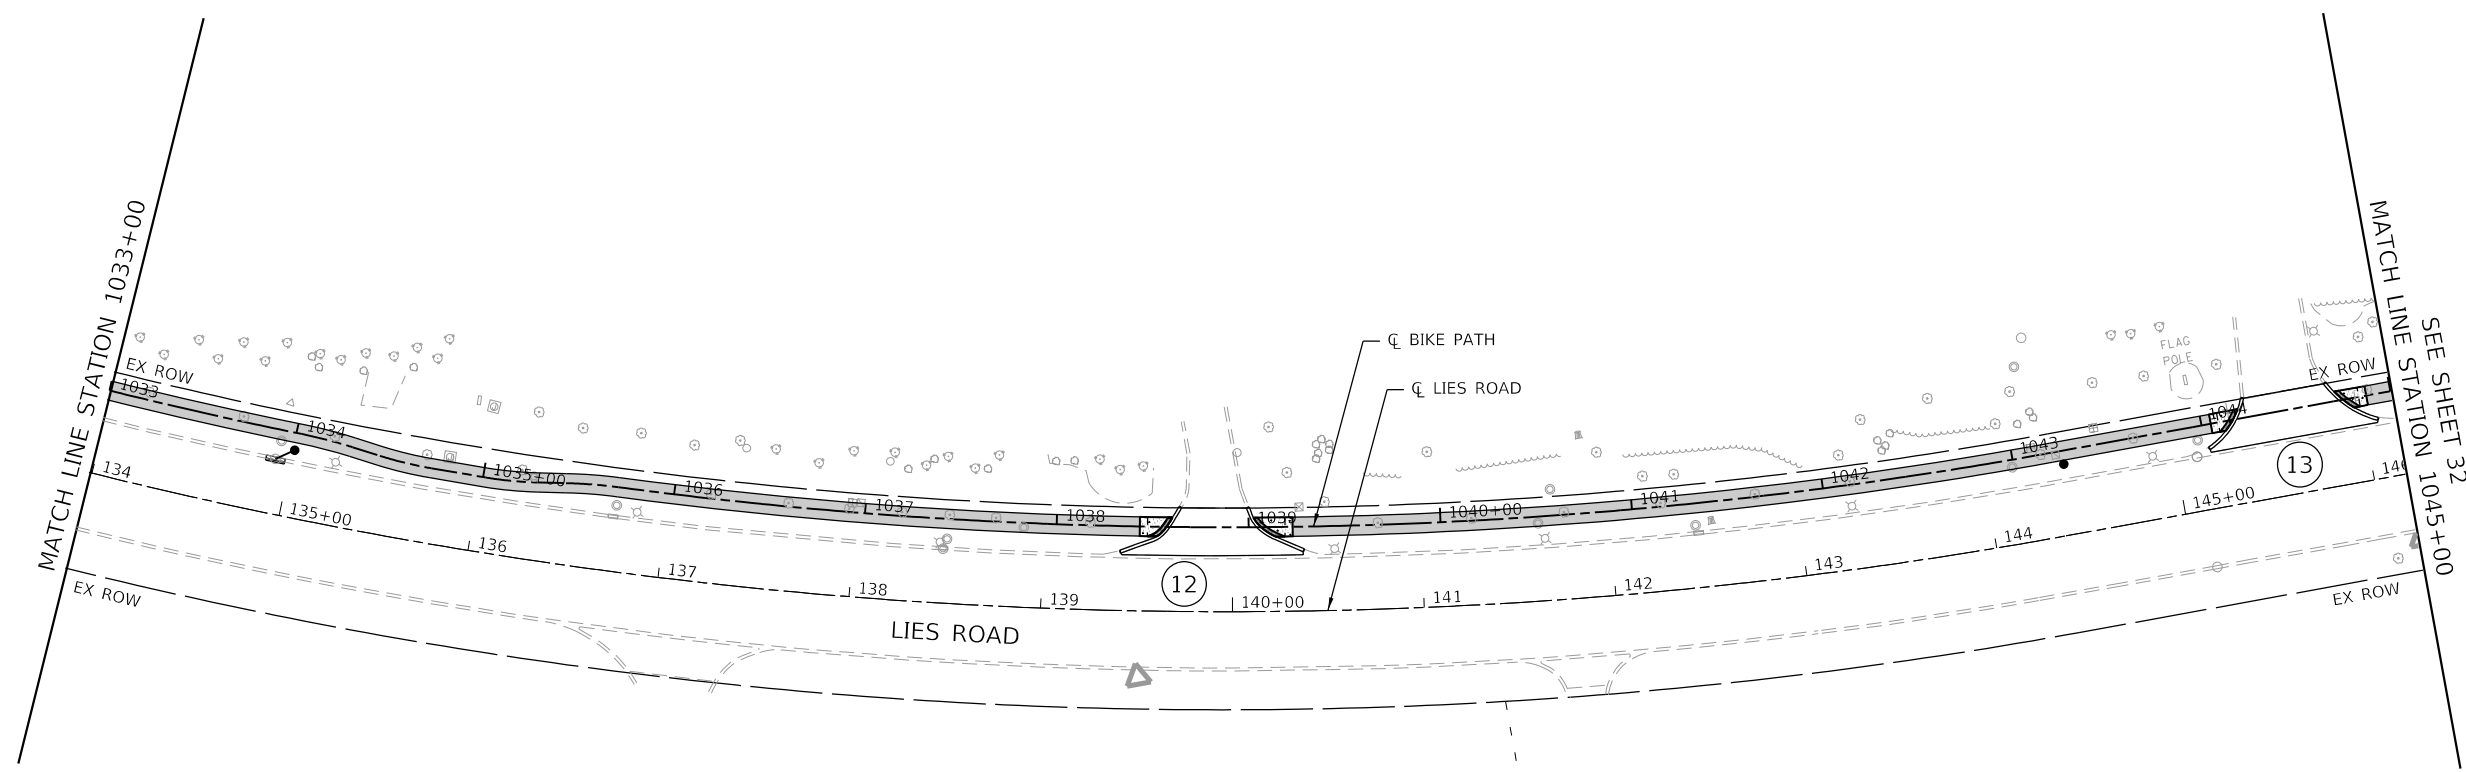 MATCH LINE STATION 1033+00
EX ROW
1033
1034
1035+00
1036
1037
1038
1039
1040+00
1041
1042
1043
1044
℄ BIKE PATH
℄ LIES ROAD
FLAG
POLE
EX ROW
MATCH LINE STATION 1045+00
SEE SHEET 32
134
135+00
136
137
138
139
140+00
141
142
143
144
145+00
146
12
13
LIES ROAD
EX ROW
EX ROW